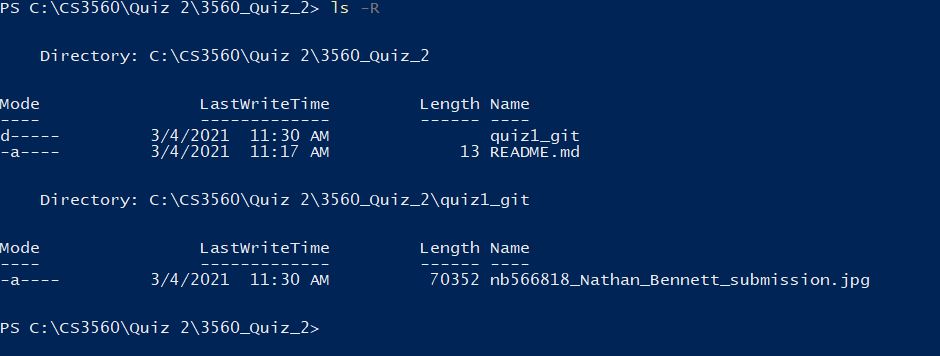 PS C:\CS3560\Quiz 2\3560_Quiz_2> ls -R
Directory: C:\CS3560\Quiz 2\3560_Quiz_2
Mode                 LastWriteTime         Length Name
----                 -------------         ------ ----
d-----          3/4/2021  11:30 AM                quiz1_git
-a----          3/4/2021  11:17 AM             13 README.md
Directory: C:\CS3560\Quiz 2\3560_Quiz_2\quiz1_git
Mode                 LastWriteTime         Length Name
----                 -------------         ------ ----
-a----          3/4/2021  11:30 AM          70352 nb566818_Nathan_Bennett_submission.jpg
PS C:\CS3560\Quiz 2\3560_Quiz_2>